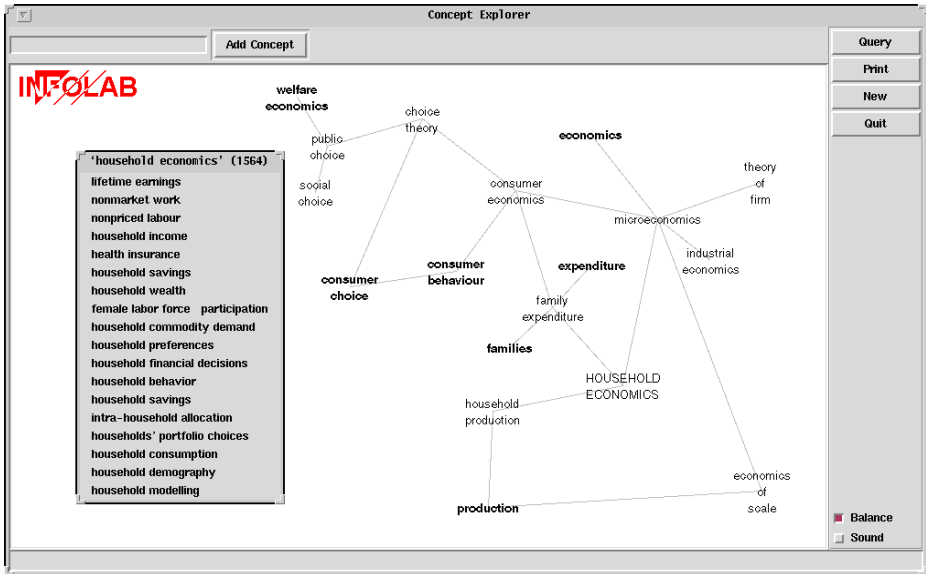 Concept Explorer
Add Concept
Query
Print
New
Quit
INFOLAB
welfare
economics
choice
theory
public
choice
economics
social
choice
theory
of
firm
consumer
economics
microeconomics
industrial
economics
consumer
choice
consumer
behaviour
expenditure
family
expenditure
families
HOUSEHOLD
ECONOMICS
household
production
economics
of
scale
production
'household economics' (1564)
lifetime earnings
nonmarket work
nonpriced labour
household income
health insurance
household savings
household wealth
female labor force participation
household commodity demand
household preferences
household financial decisions
household behavior
household savings
intra-household allocation
households' portfolio choices
household consumption
household demography
household modelling
Balance
Sound